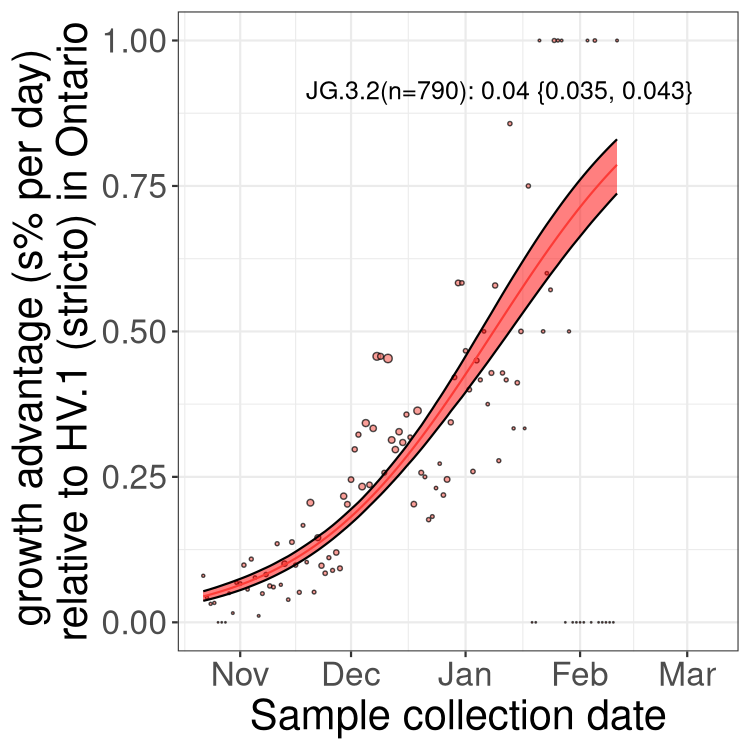 growth advantage (s% per day)
relative to HV.1 (stricto) in Ontario
1.00
JG.3.2(n=790): 0.04 {0.035, 0.043}
0.75
0.50
0.25
0.00
Nov Dec Jan Feb Mar
Sample collection date